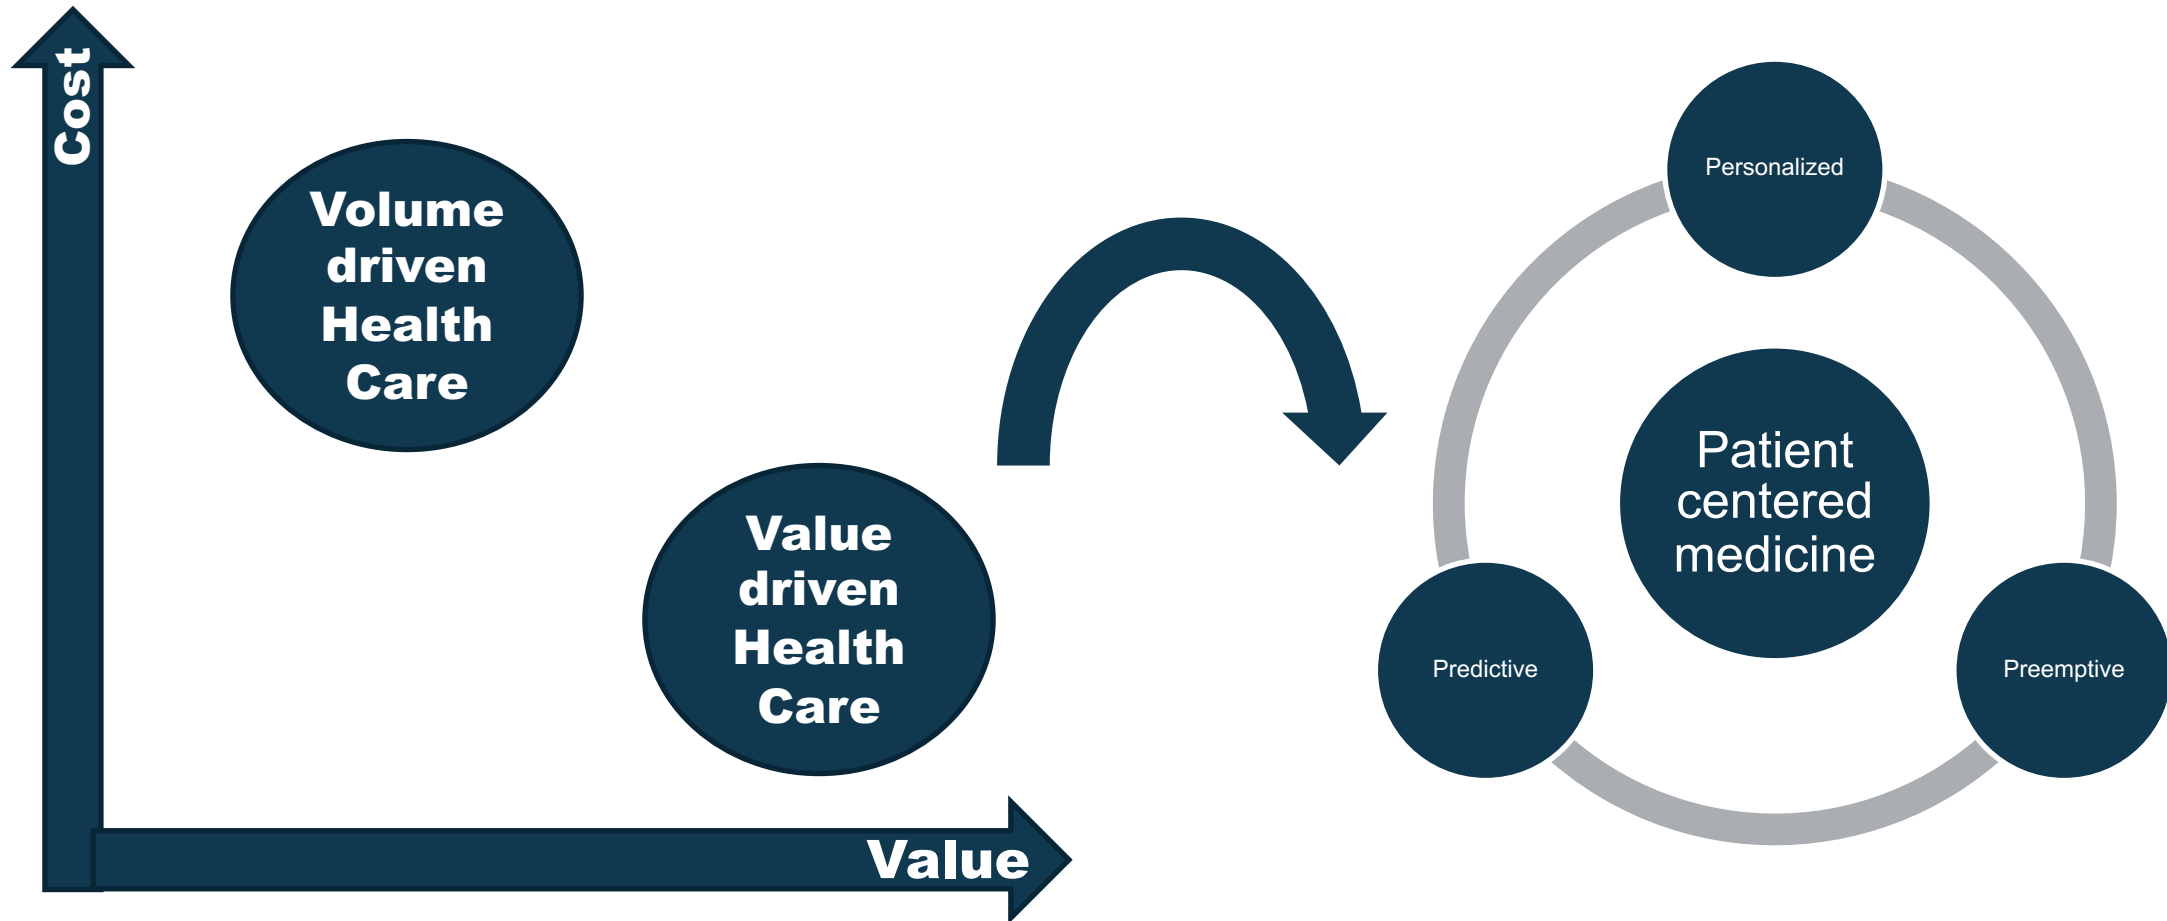 Cost
Volume
driven
Health
Care
Value
driven
Health
Care
Value
Personalized
Patient
centered
medicine
Predictive
Preemptive